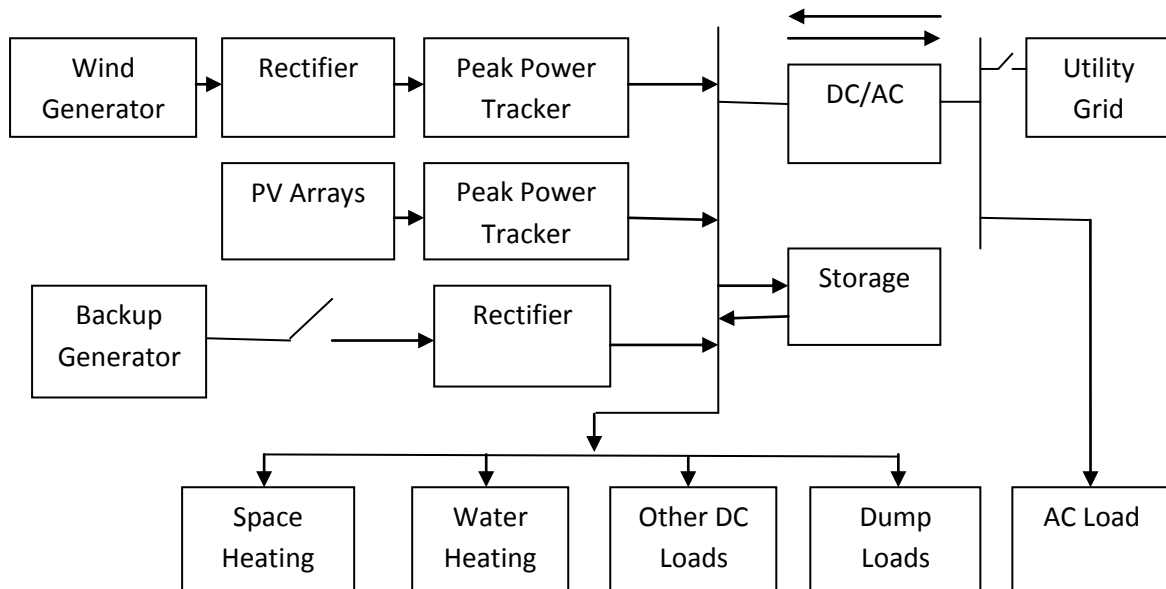 Wind
Generator
Rectifier
Peak Power
Tracker
DC/AC
Utility
Grid
PV Arrays
Peak Power
Tracker
Storage
Backup
Generator
Rectifier
Space
Heating
Water
Heating
Other DC
Loads
Dump
Loads
AC Load